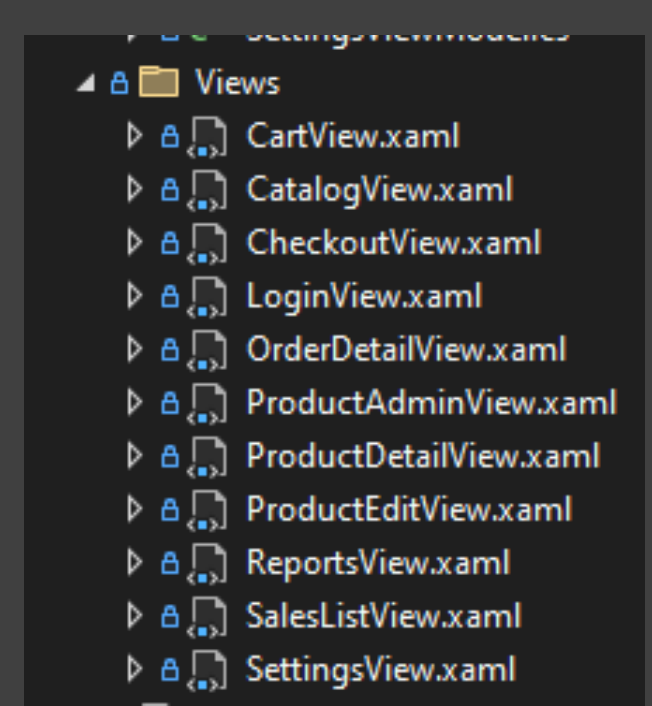 Views
CartView.xaml
CatalogView.xaml
CheckoutView.xaml
LoginView.xaml
OrderDetailView.xaml
ProductAdminView.xaml
ProductDetailView.xaml
ProductEditView.xaml
ReportsView.xaml
SalesListView.xaml
SettingsView.xaml